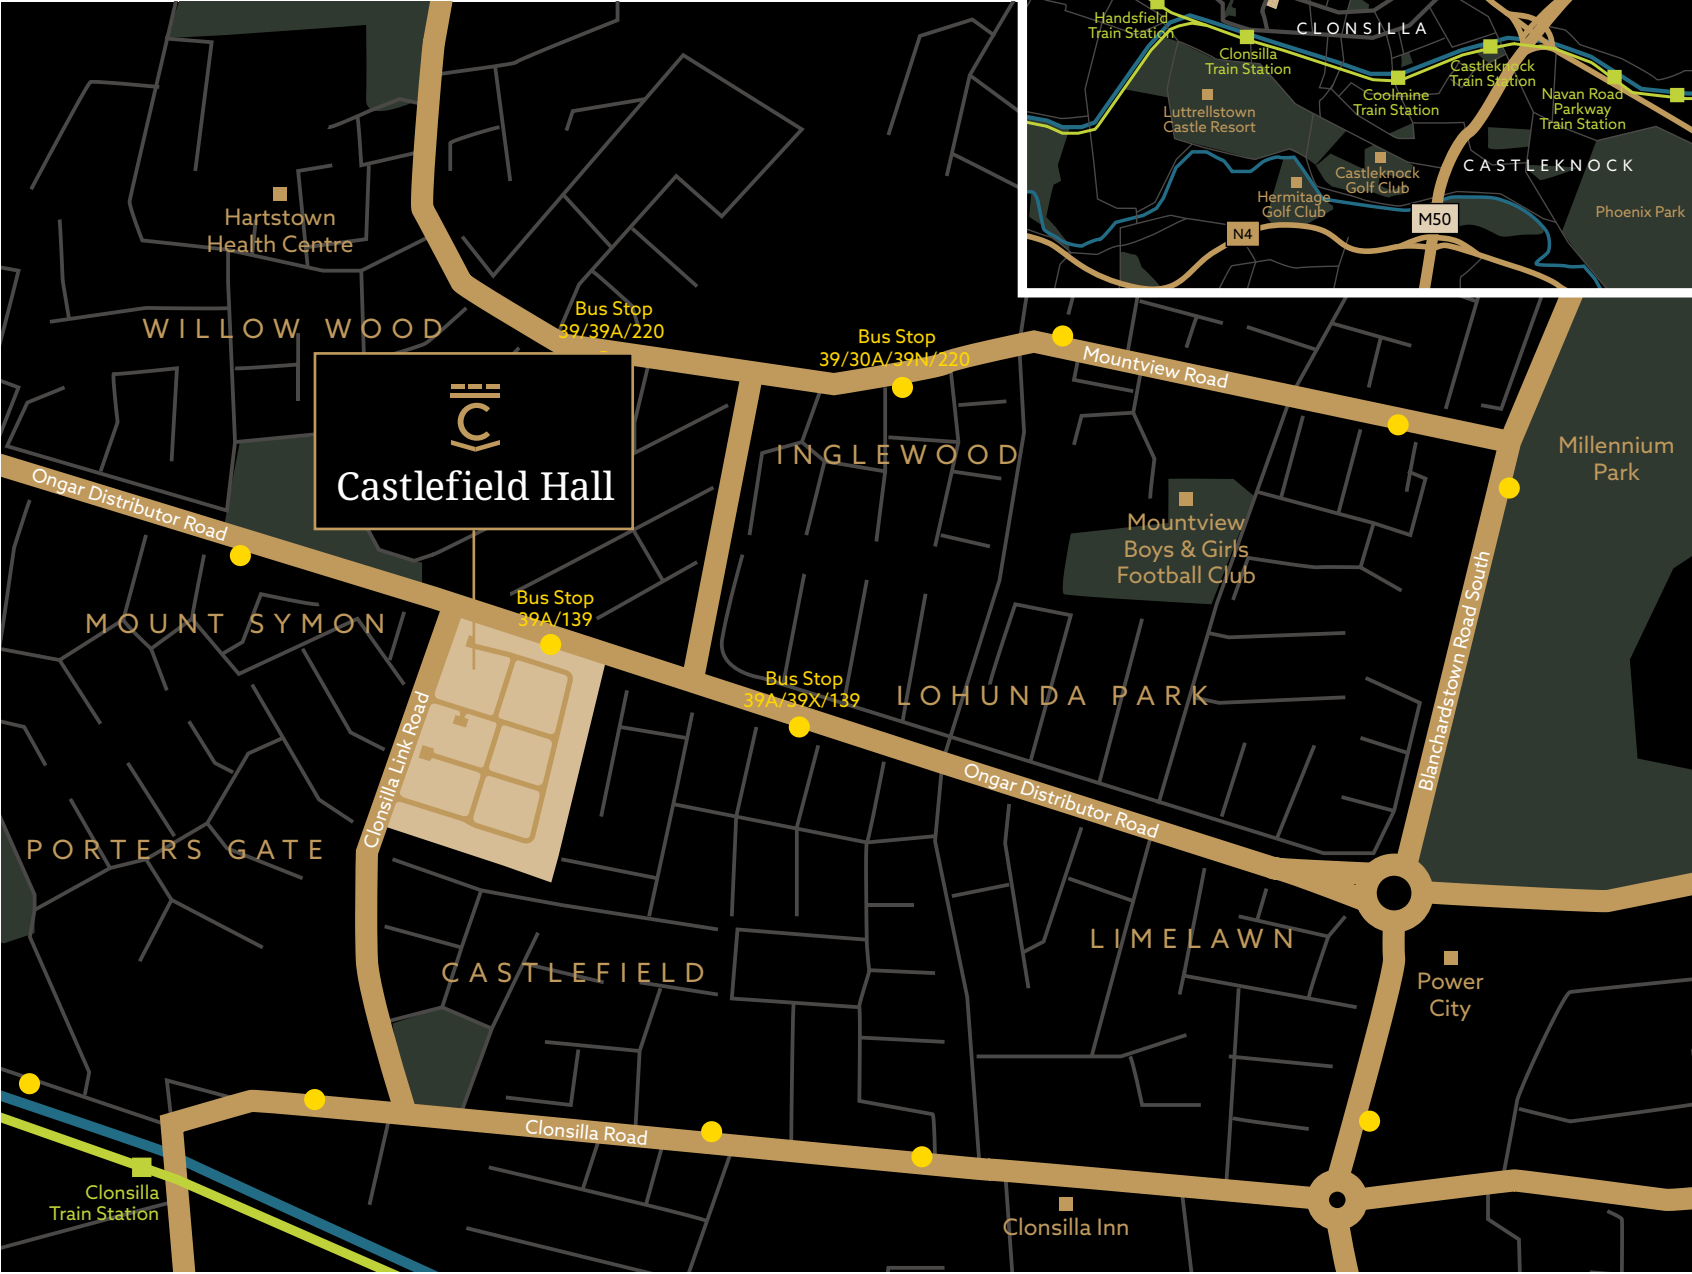 Handsfield
Train Station
Clonsilla
Train Station
CLONSILLA
Castleknock
Train Station
Coolmine
Train Station
Navan Road
Parkway
Train Station
Luttrellstown
Castle Resort
CASTLEKNOCK
Castleknock
Golf Club
Hermitage
Golf Club
Phoenix Park
M50
N4
Hartstown
Health Centre
WILLOW WOOD
Bus Stop
39/39A/220
Bus Stop
39/30A/39N/220
Mountview Road
C
Castlefield Hall
INGLEWOOD
Millennium
Park
Ongar Distributor Road
Mountview
Boys & Girls
Football Club
Blanchardstown Road South
MOUNT SYMON
Bus Stop
39A/139
Bus Stop
39A/39X/139
LOHUNDA PARK
Clonsilla Link Road
Ongar Distributor Road
PORTERS GATE
LIMELAWN
CASTLEFIELD
Power
City
Clonsilla Road
Clonsilla
Train Station
Clonsilla Inn